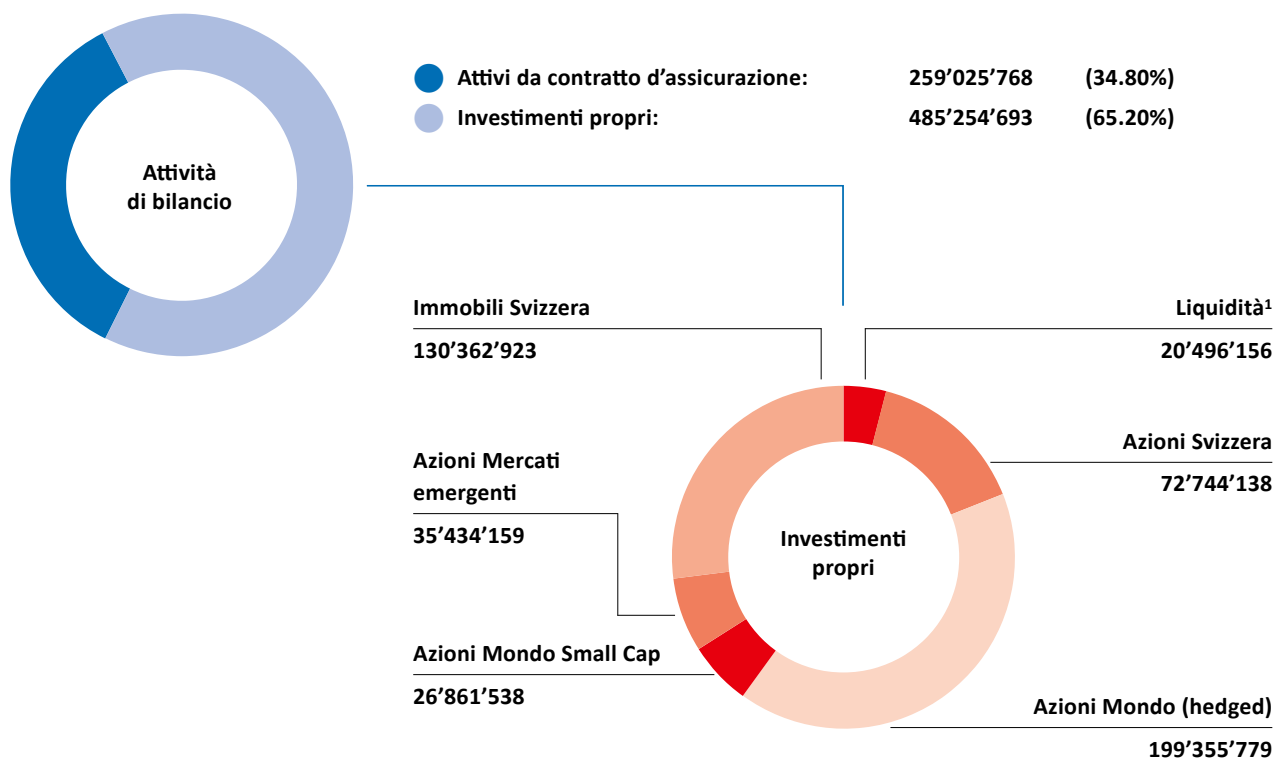 Attività
di bilancio
Attivi da contratto d’assicurazione: 259’025’768 (34.80%)
Investimenti propri: 485’254’693 (65.20%)
Immobili Svizzera
130’362’923
Liquidità¹
20’496’156
Azioni Svizzera
72’744’138
Azioni Mercati
emergenti
35’434’159
Investimenti
propri
Azioni Mondo Small Cap
26’861’538
Azioni Mondo (hedged)
199’355’779